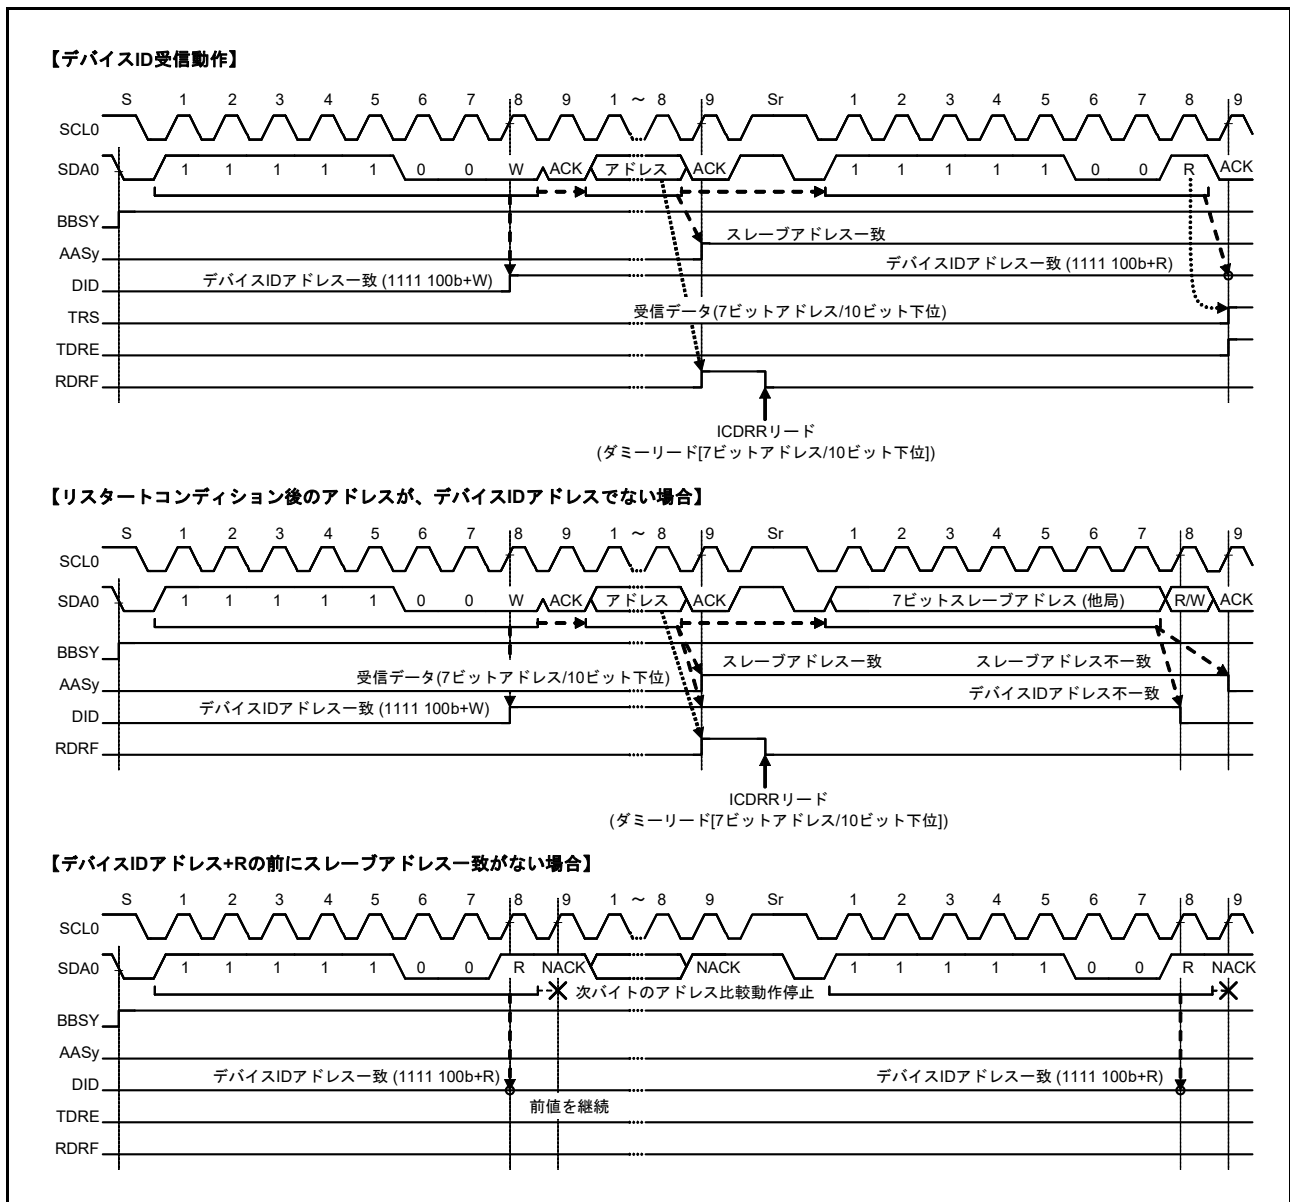 【デバイスID受信動作】
S 1 2 3 4 5 6 7 8 9 1 ~ 8 9 Sr 1 2 3 4 5 6 7 8 9
SCL0
SDA0 1 1 1 1 1 0 0 W ACK アドレス ACK 1 1 1 1 1 0 0 R ACK
BBSY
スレーブアドレス一致
AASy
デバイスIDアドレス一致 (1111 100b+R)
デバイスIDアドレス一致 (1111 100b+W)
DID
受信データ(7ビットアドレス/10ビット下位)
TRS
TDRE
RDRF
ICDRRリード
(ダミーリード[7ビットアドレス/10ビット下位])
【リスタートコンディション後のアドレスが、デバイスIDアドレスでない場合】
S 1 2 3 4 5 6 7 8 9 1 ~ 8 9 Sr 1 2 3 4 5 6 7 8 9
SCL0
SDA0 1 1 1 1 1 0 0 W ACK アドレス ACK 7ビットスレーブアドレス (他局) R/W ACK
BBSY
スレーブアドレス一致 スレーブアドレス不一致
受信データ(7ビットアドレス/10ビット下位)
AASy
デバイスIDアドレス不一致
デバイスIDアドレス一致 (1111 100b+W)
DID
RDRF
ICDRRリード
(ダミーリード[7ビットアドレス/10ビット下位])
【デバイスIDアドレス+Rの前にスレーブアドレス一致がない場合】
S 1 2 3 4 5 6 7 8 9 1 ~ 8 9 Sr 1 2 3 4 5 6 7 8 9
SCL0
SDA0 1 1 1 1 1 0 0 R NACK NACK 1 1 1 1 1 0 0 R NACK
次バイトのアドレス比較動作停止
BBSY
AASy
デバイスIDアドレス一致 (1111 100b+R) デバイスIDアドレス一致 (1111 100b+R)
DID
前値を継続
TDRE
RDRF